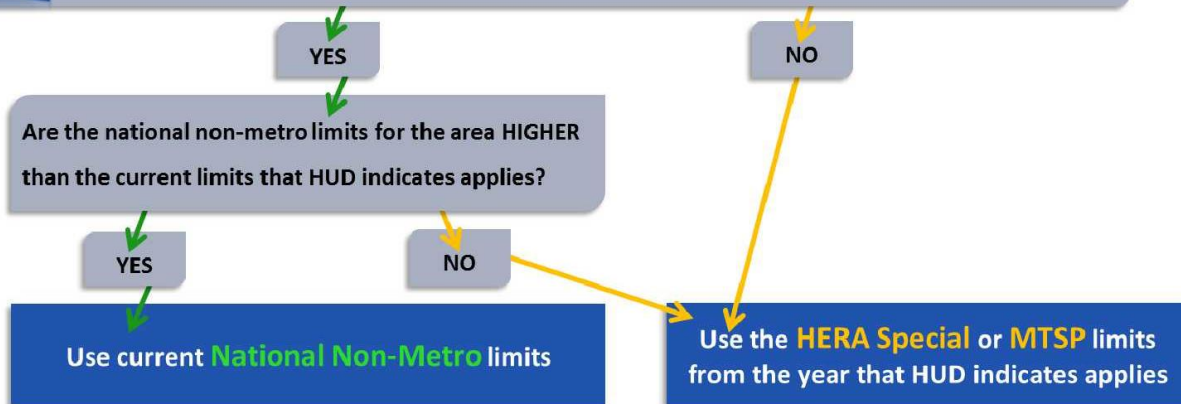 YES
NO
Are the national non-metro limits for the area HIGHER
than the current limits that HUD indicates applies?
YES
NO
Use current National Non-Metro limits
Use the HERA Special or MTSP limits
from the year that HUD indicates applies